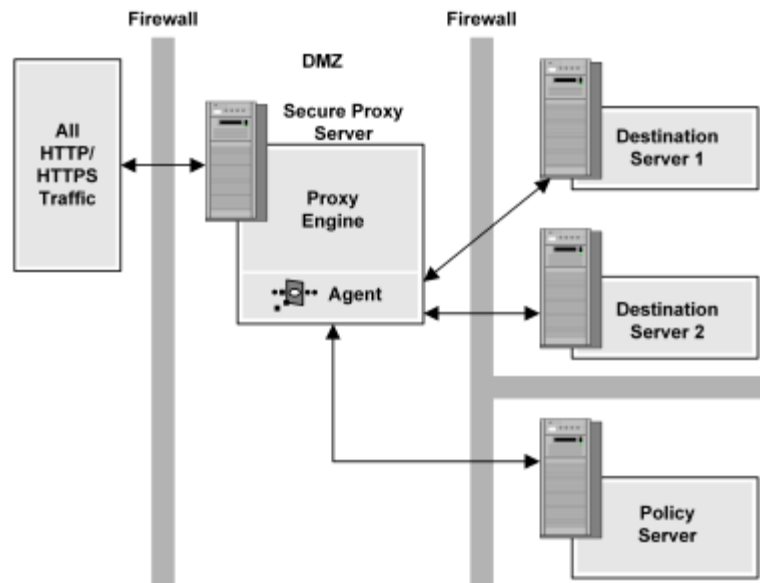 Firewall
Firewall
DMZ
All
HTTP/
HTTPS
Traffic
Secure Proxy
Server
Proxy
Engine
Agent
Destination
Server 1
Destination
Server 2
Policy
Server